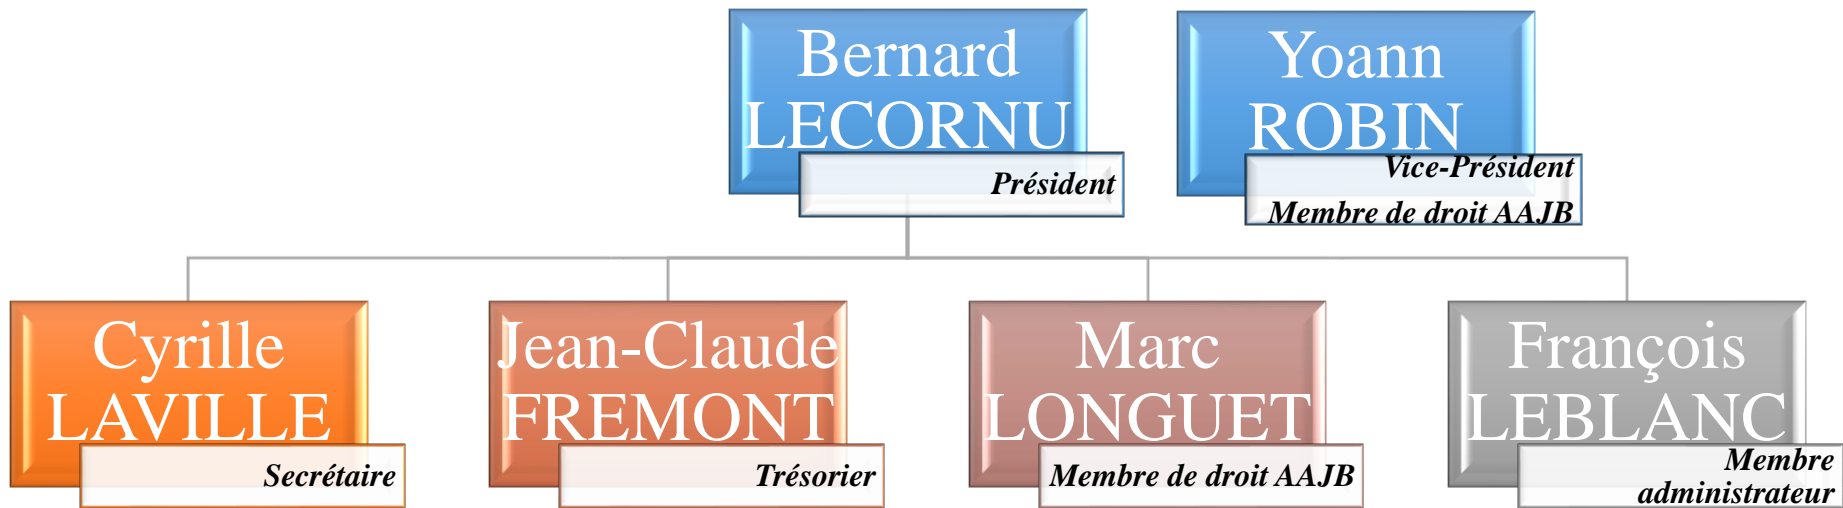 Bernard
LECORNU
Président
Yoann
ROBIN
Vice-Président
Membre de droit AAJB
Cyrille
LAVILLE
Secrétaire
Jean-Claude
FREMONT
Trésorier
Marc
LONGUET
Membre de droit AAJB
François
LEBLANC
Membre
administrateur